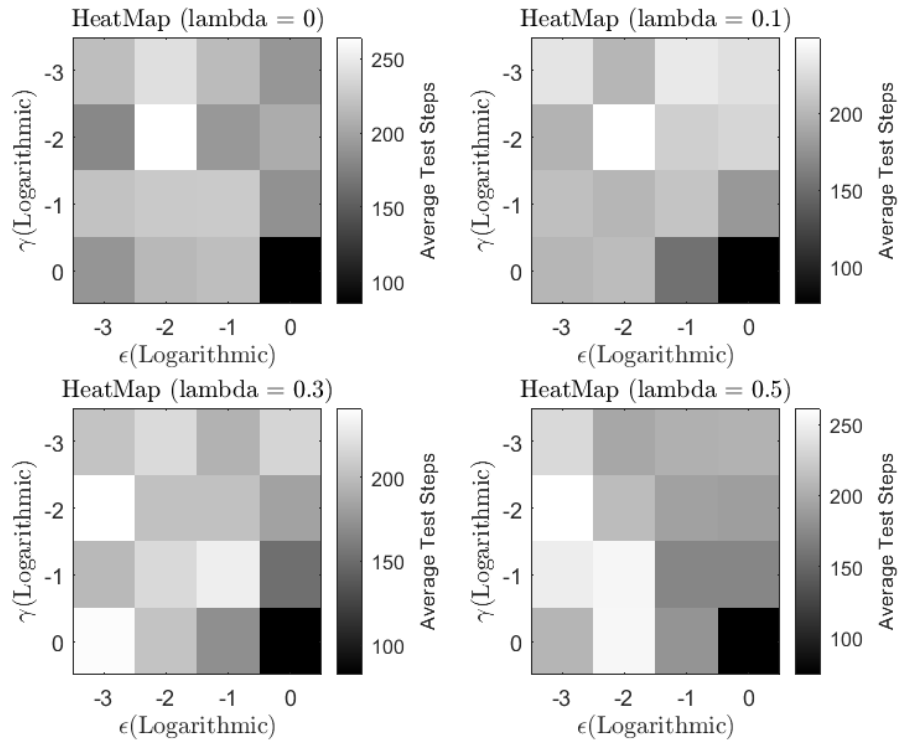 HeatMap (lambda = 0)
-3
-2
-1
0
γ(Logarithmic)
-3 -2 -1 0
ϵ(Logarithmic)
250
200
150
100
Average Test Steps
HeatMap (lambda = 0.1)
-3
-2
-1
0
γ(Logarithmic)
-3 -2 -1 0
ϵ(Logarithmic)
200
150
100
Average Test Steps
HeatMap (lambda = 0.3)
-3
-2
-1
0
γ(Logarithmic)
-3 -2 -1 0
ϵ(Logarithmic)
200
150
100
Average Test Steps
HeatMap (lambda = 0.5)
-3
-2
-1
0
γ(Logarithmic)
-3 -2 -1 0
ϵ(Logarithmic)
250
200
150
100
Average Test Steps